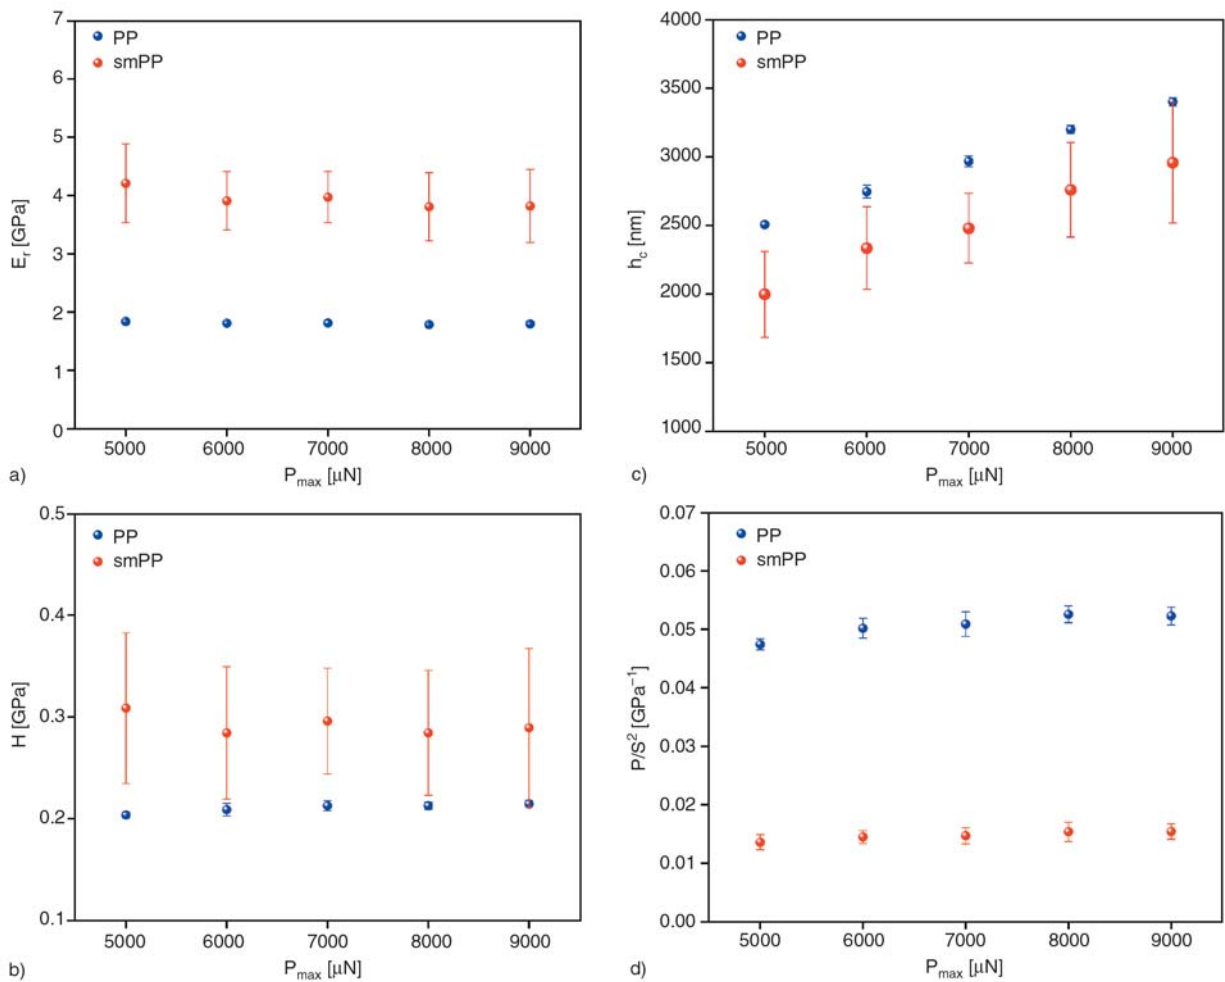 7
6
5
4
3
2
1
0
E_r [GPa]
PP
smPP
5000 6000 7000 8000 9000
P_max [μN]
a)
4000
3500
3000
2500
2000
1500
1000
h_c [nm]
PP
smPP
5000 6000 7000 8000 9000
P_max [μN]
c)
0.5
0.4
0.3
0.2
0.1
H [GPa]
PP
smPP
5000 6000 7000 8000 9000
P_max [μN]
b)
0.07
0.06
0.05
0.04
0.03
0.02
0.01
0.00
P/S² [GPa⁻¹]
PP
smPP
5000 6000 7000 8000 9000
P_max [μN]
d)